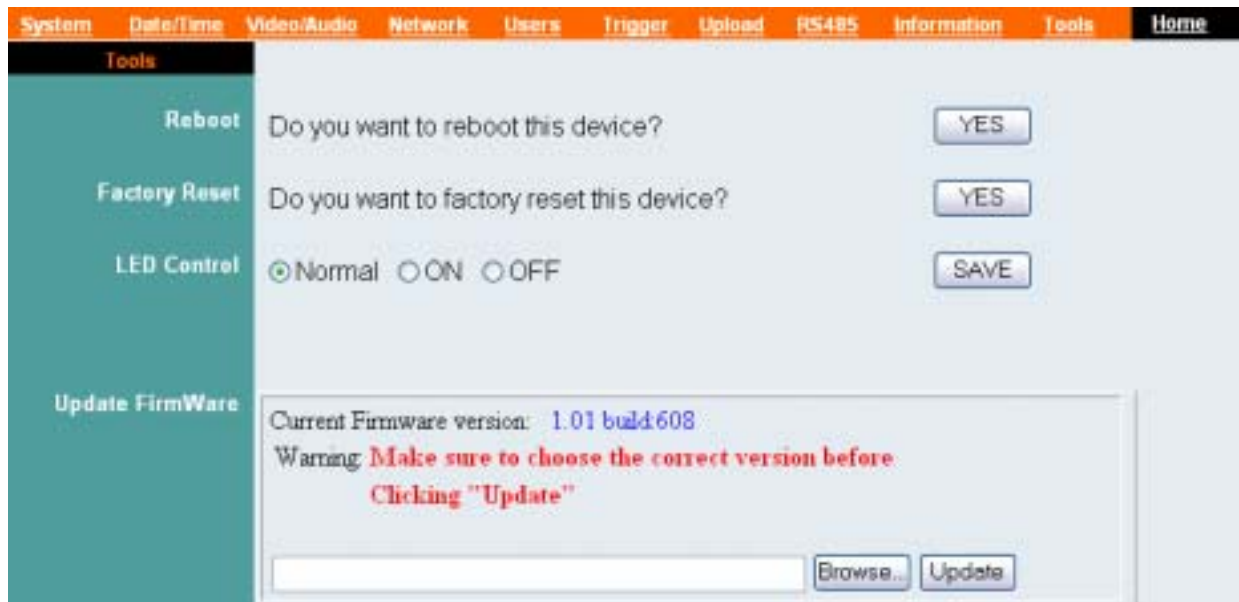 System Date/Time Video/Audio Network Users Trigger Upload RS485 Information Tools Home
Tools
Reboot Do you want to reboot this device? YES
Factory Reset Do you want to factory reset this device? YES
LED Control Normal ON OFF SAVE
Update FirmWare
Current Firmware version: 1.01 build:608
Warning: Make sure to choose the correct version before
Clicking "Update"
Browse... Update